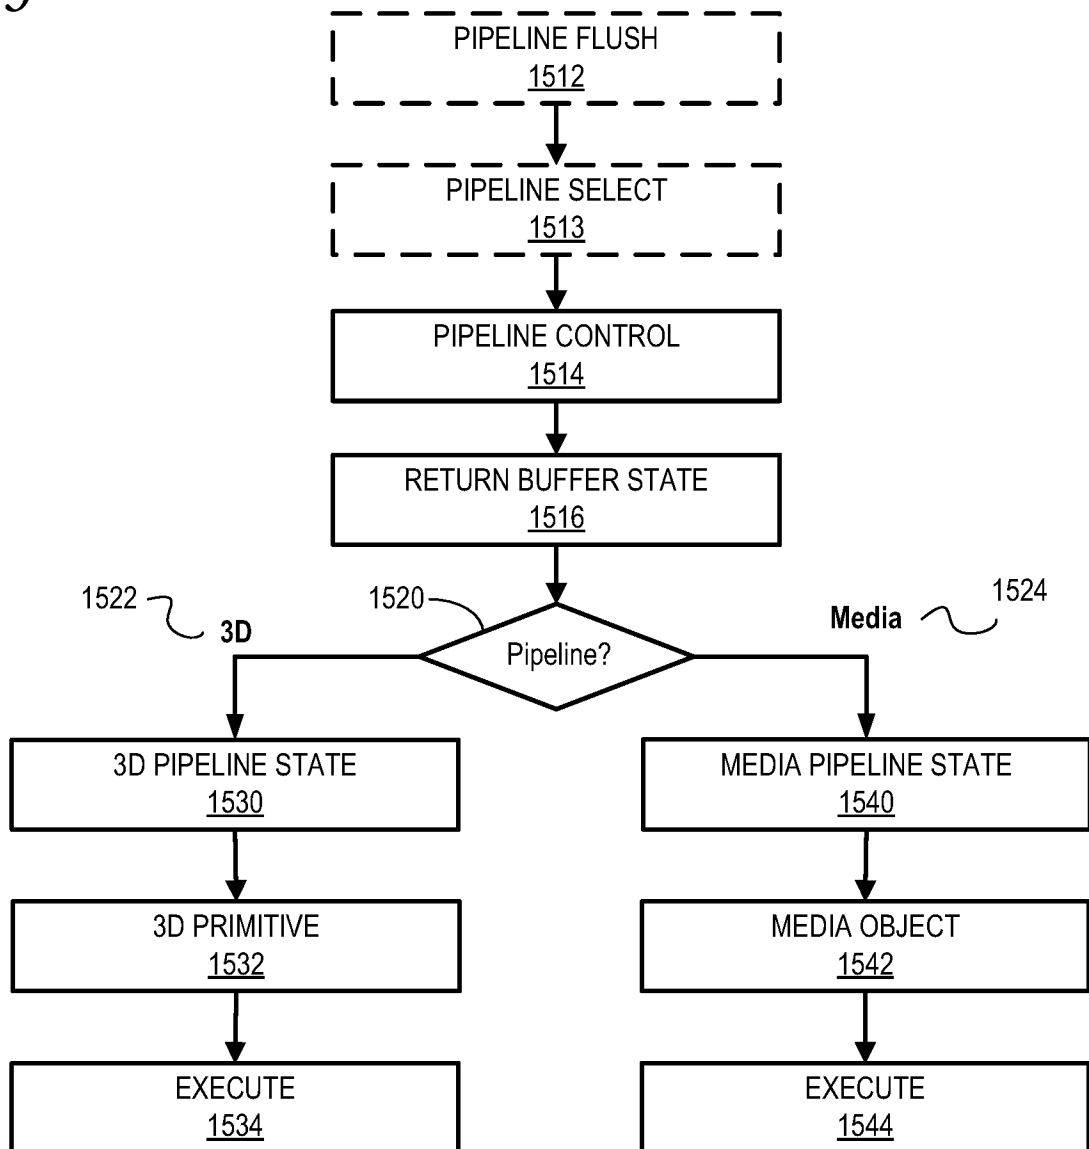 PIPELINE FLUSH
1512
PIPELINE SELECT
1513
PIPELINE CONTROL
1514
RETURN BUFFER STATE
1516
1522
3D
1520
Pipeline?
Media
1524
3D PIPELINE STATE
1530
MEDIA PIPELINE STATE
1540
3D PRIMITIVE
1532
MEDIA OBJECT
1542
EXECUTE
1534
EXECUTE
1544